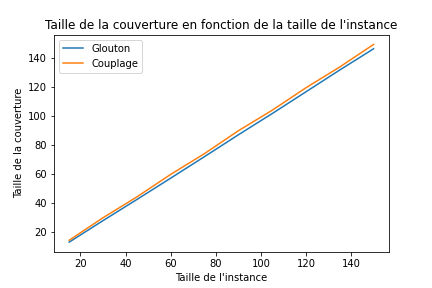 Taille de la couverture en fonction de la taille de l'instance
Glouton
Couplage
Taille de la couverture
140
120
100
80
60
40
20
20 40 60 80 100 120 140
Taille de l'instance